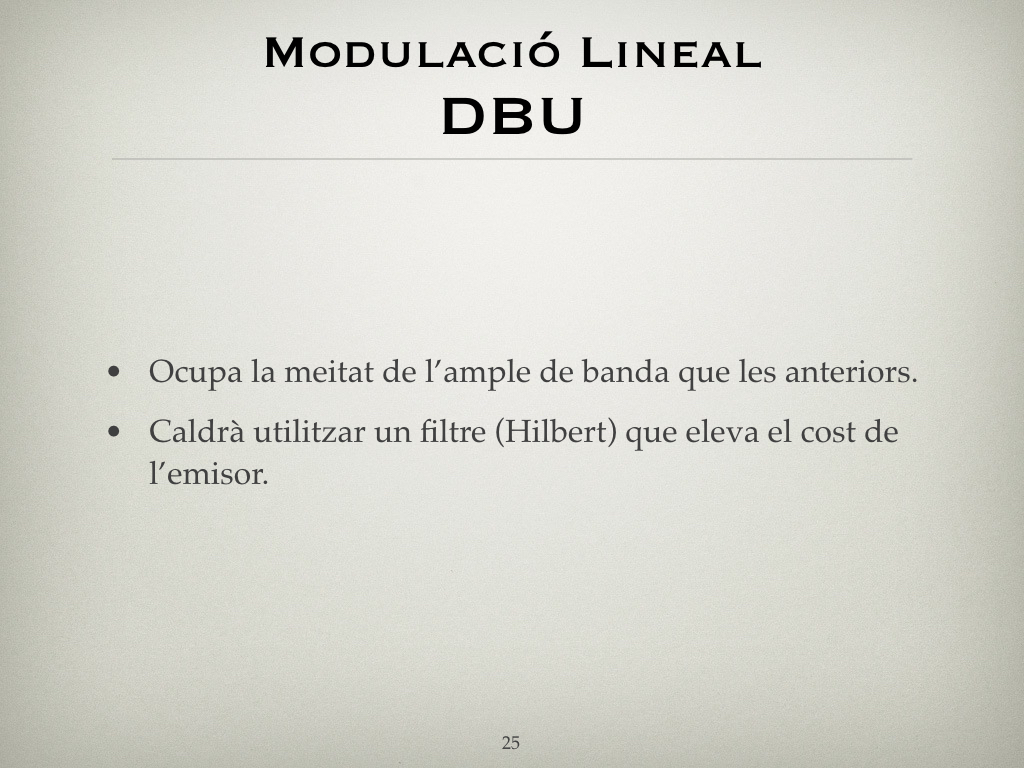 Modulació Lineal
DBU
• Ocupa la meitat de l’ample de banda que les anteriors.
• Caldrà utilitzar un filtre (Hilbert) que eleva el cost de
l’emisor.
25